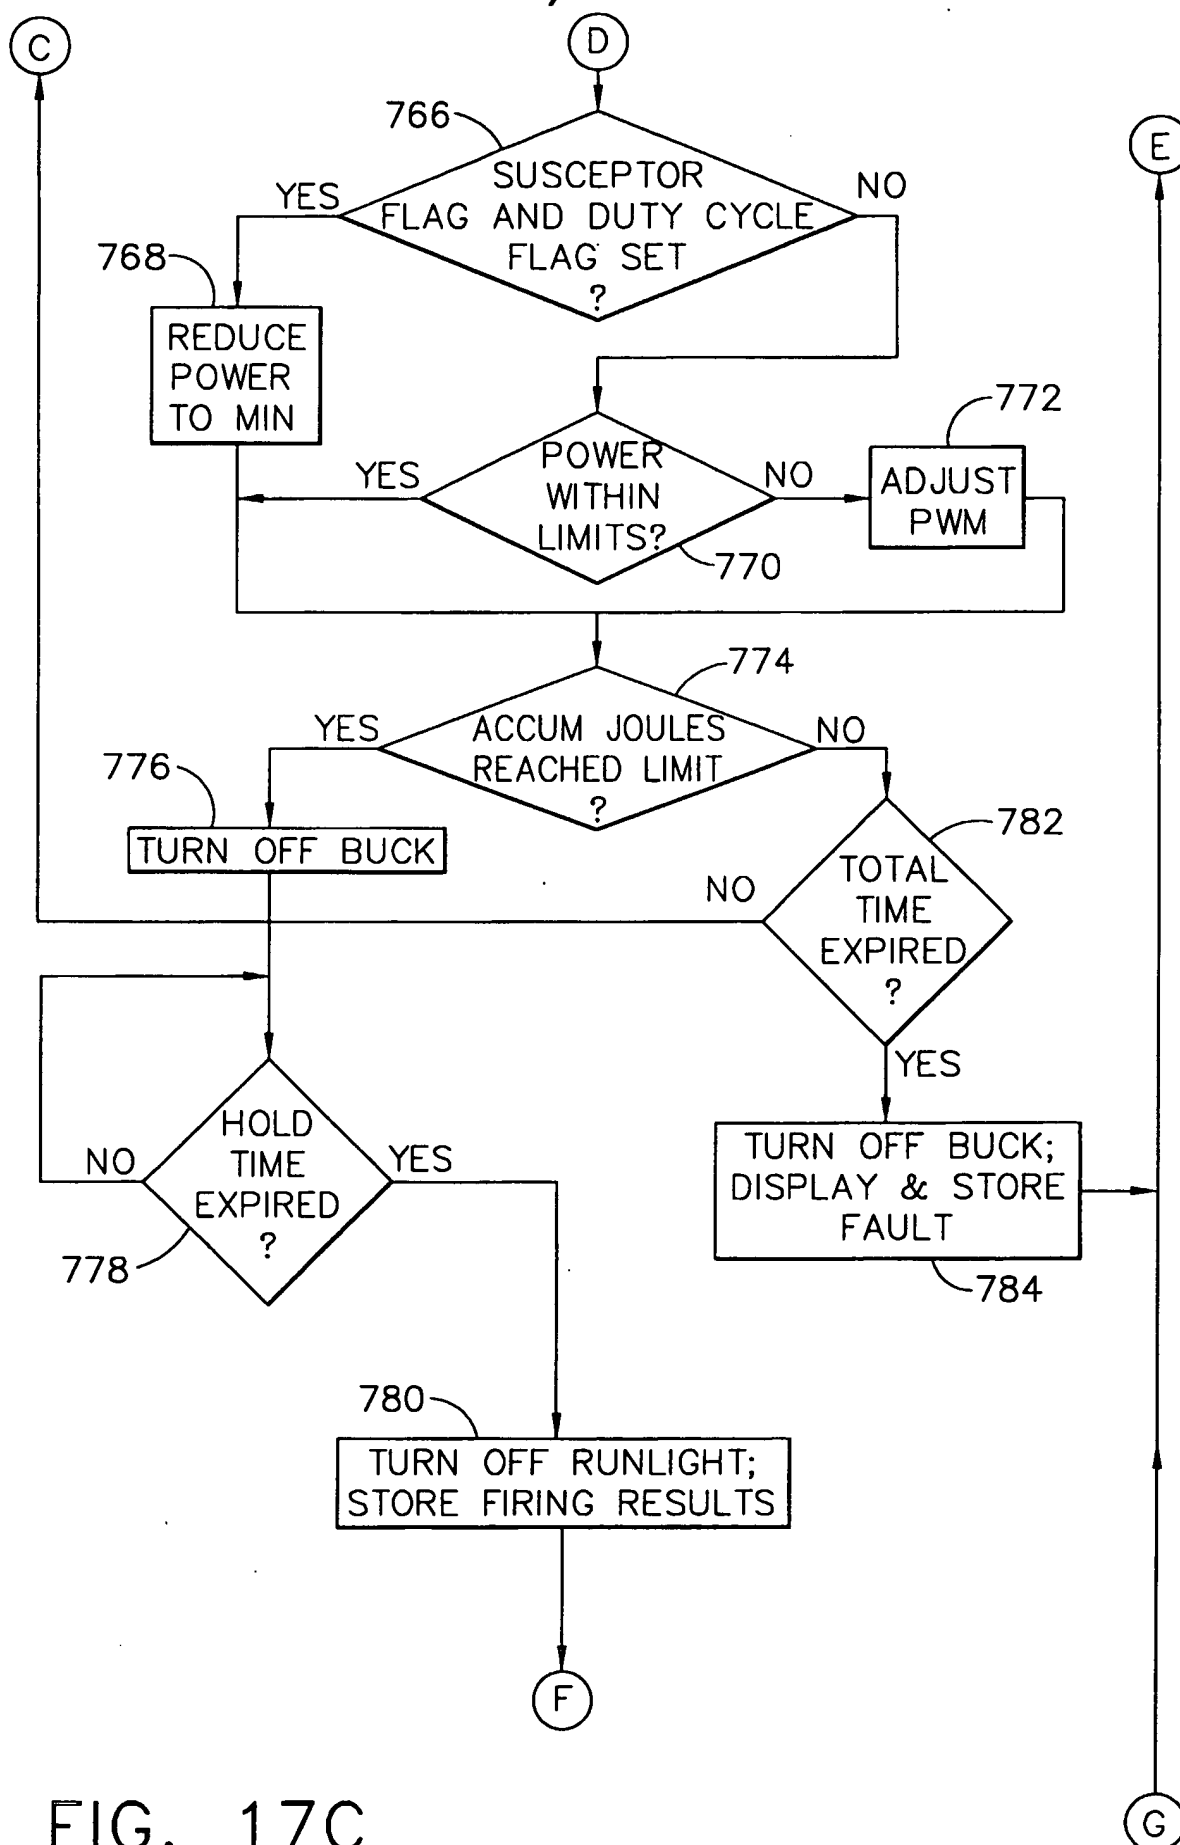 C
D
E
766
SUSCEPTOR
FLAG AND DUTY CYCLE
FLAG SET
?
YES
NO
768
REDUCE
POWER
TO MIN
POWER
WITHIN
LIMITS?
YES
NO
770
772
ADJUST
PWM
774
ACCUM JOULES
REACHED LIMIT
?
YES
NO
776
TURN OFF BUCK
782
TOTAL
TIME
EXPIRED
?
NO
YES
HOLD
TIME
EXPIRED
?
NO
YES
778
TURN OFF BUCK;
DISPLAY & STORE
FAULT
784
780
TURN OFF RUNLIGHT;
STORE FIRING RESULTS
F
G
FIG. 17C